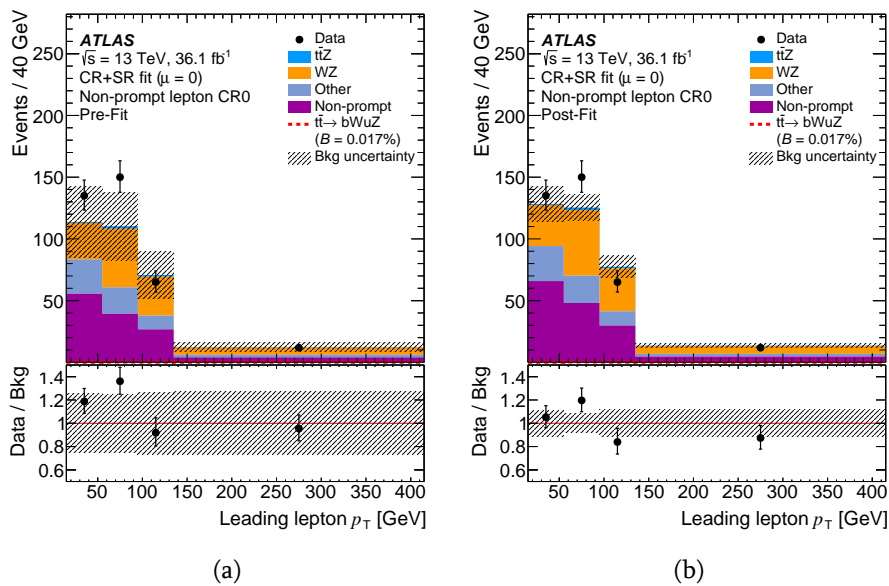 Events / 40 GeV
250
200
150
100
50
ATLAS
√s = 13 TeV, 36.1 fb-1
CR+SR fit (μ = 0)
Non-prompt lepton CR0
Pre-Fit
Data
tt̄Z
WZ
Other
Non-prompt
tt̄→ bWuZ
(B = 0.017%)
Bkg uncertainty
Data / Bkg
1.4
1.2
1
0.8
0.6
50 100 150 200 250 300 350 400
Leading lepton pT [GeV]
(a)
Events / 40 GeV
250
200
150
100
50
ATLAS
√s = 13 TeV, 36.1 fb-1
CR+SR fit (μ = 0)
Non-prompt lepton CR0
Post-Fit
Data
tt̄Z
WZ
Other
Non-prompt
tt̄→ bWuZ
(B = 0.017%)
Bkg uncertainty
Data / Bkg
1.4
1.2
1
0.8
0.6
50 100 150 200 250 300 350 400
Leading lepton pT [GeV]
(b)